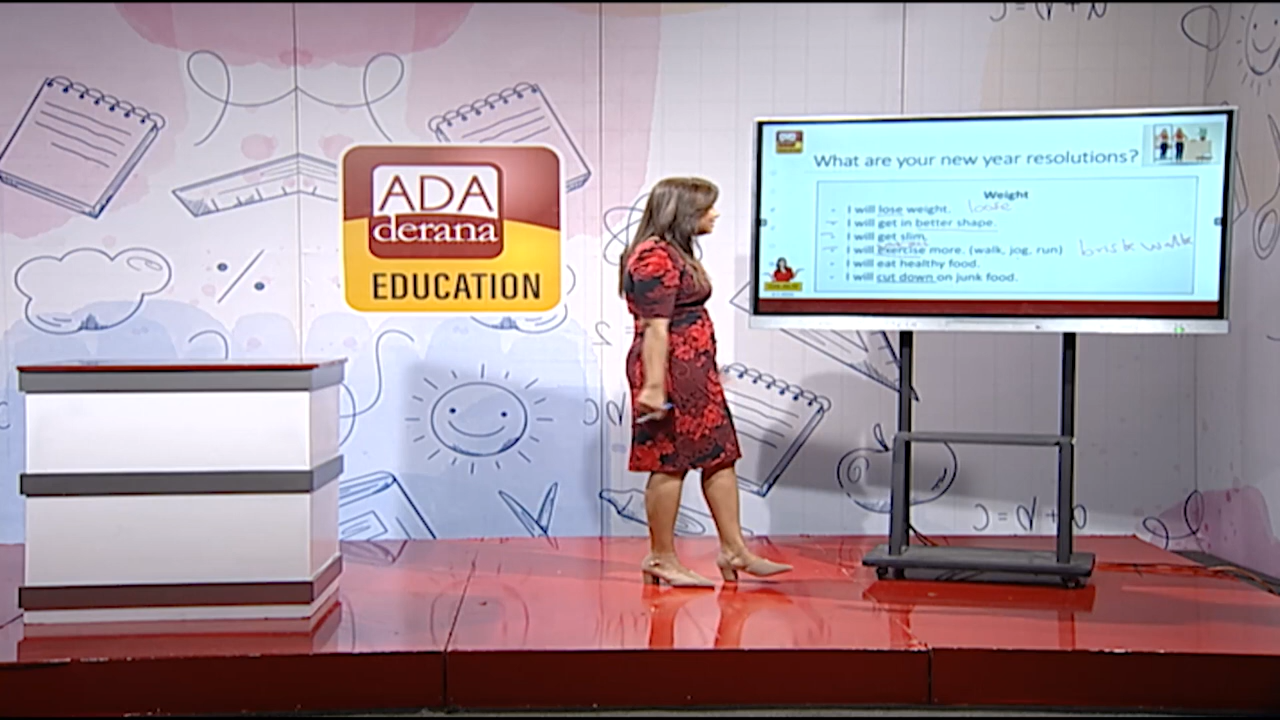 ADA
derana
EDUCATION
What are your new year resolutions?
Weight
- I will lose weight. loose
- I will get in better shape.
- I will get slim.
- I will exercise more. (walk, jog, run) brisk walk
- I will eat healthy food.
- I will cut down on junk food.